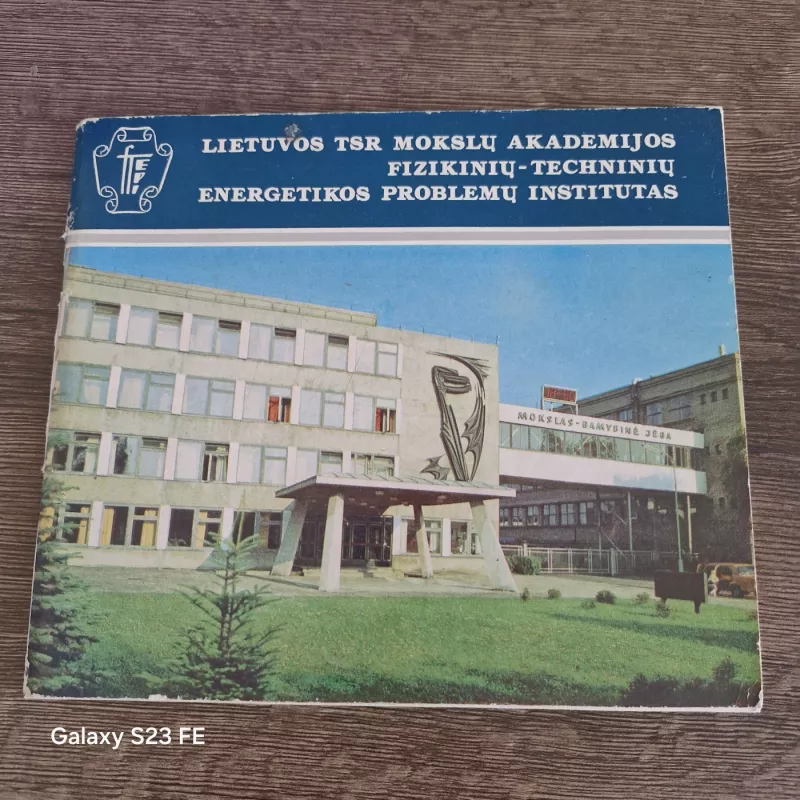 LIETUVOS TSR MOKSLŲ AKADEMIJOS
FIZIKINIŲ-TECHNINIŲ
ENERGETIKOS PROBLEMŲ INSTITUTAS
MOKSLAS-GAMYBINĖ JĖGA
Galaxy S23 FE